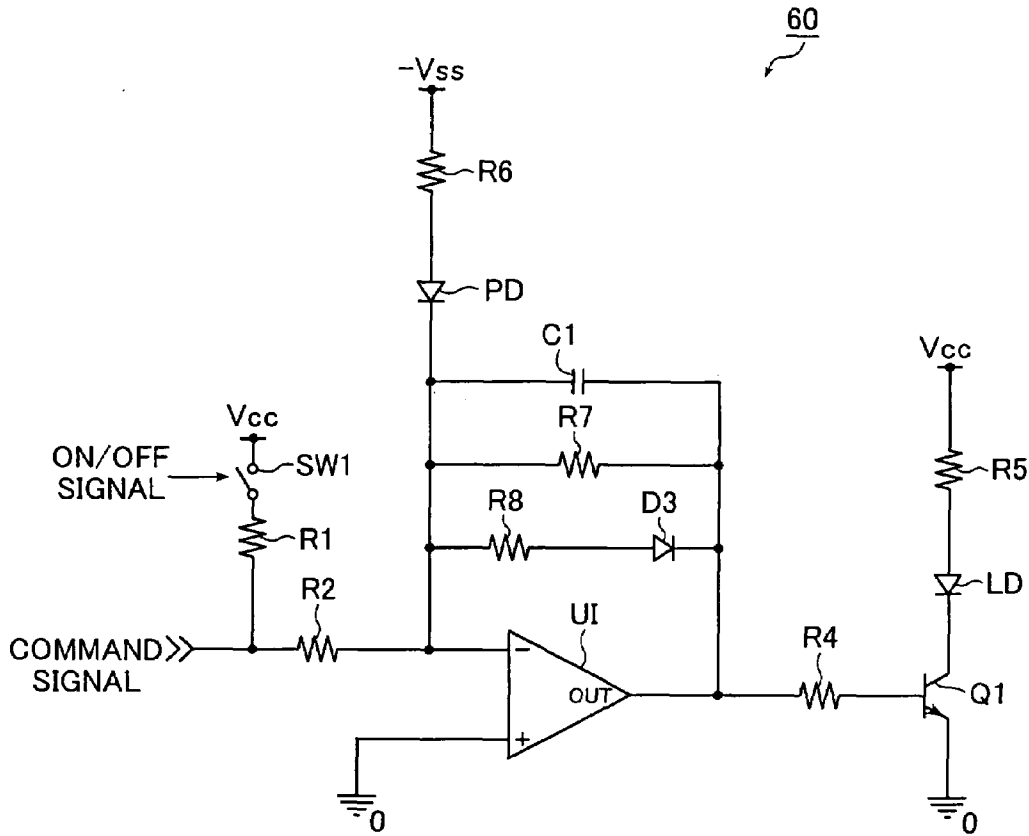 60
-Vss
R6
PD
C1
Vcc
Vcc
R7
ON/OFF
SIGNAL
SW1
R5
R8
D3
R1
LD
R2
UI
COMMAND
SIGNAL
R4
OUT
Q1
0
0